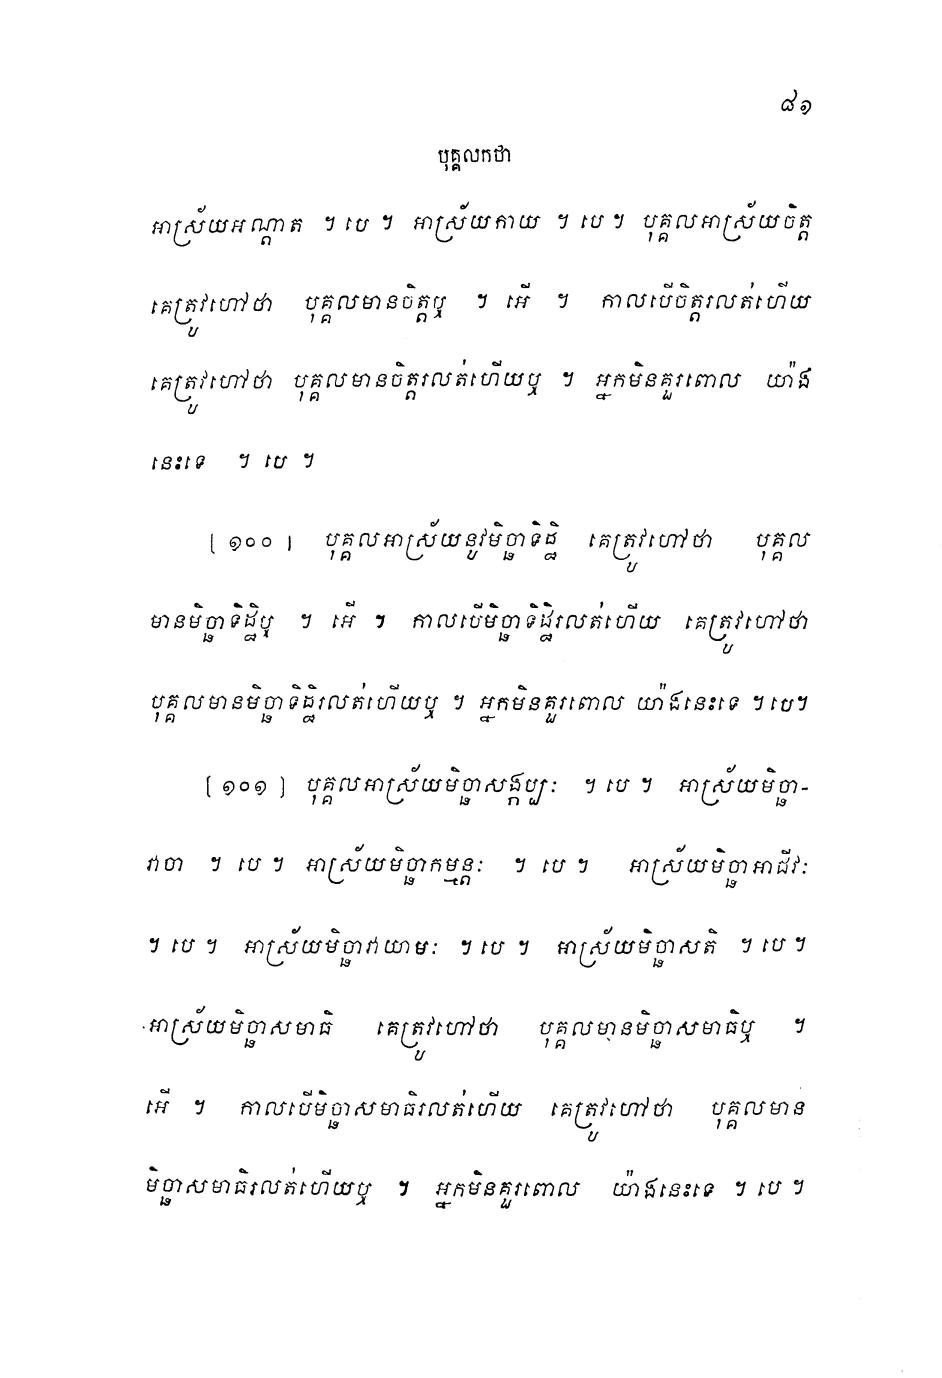 ៨១
បុគ្គលកថា
អាស្រ័យអណ្តាត ។ បេ ។ អាស្រ័យកាយ ។ បេ ។ បុគ្គលអាស្រ័យចិត្ត
គេត្រូវហៅថា បុគ្គលមានចិត្តឬ ។ អើ ។ កាលបើចិត្តរលត់ហើយ
គេត្រូវហៅថា បុគ្គលមានចិត្តរលត់ហើយឬ ។ អ្នកមិនគួរពោល យ៉ាង
នេះទេ ។ បេ ។
[១០០] បុគ្គលអាស្រ័យនូវមិច្ឆាទិដ្ឋិ គេត្រូវហៅថា បុគ្គល
មានមិច្ឆាទិដ្ឋិឬ ។ អើ ។ កាលបើមិច្ឆាទិដ្ឋិរលត់ហើយ គេត្រូវហៅថា
បុគ្គលមានមិច្ឆាទិដ្ឋិរលត់ហើយឬ ។ អ្នកមិនគួរពោល យ៉ាងនេះទេ ។បេ។
[១០១] បុគ្គលអាស្រ័យមិច្ឆាសង្កប្បៈ ។ បេ ។ អាស្រ័យមិច្ឆា-
វាចា ។ បេ ។ អាស្រ័យមិច្ឆាកម្មន្តៈ ។ បេ ។ អាស្រ័យមិច្ឆាអាជីវៈ
។ បេ ។ អាស្រ័យមិច្ឆាវាយាមៈ ។ បេ ។ អាស្រ័យមិច្ឆាសតិ ។ បេ ។
អាស្រ័យមិច្ឆាសមាធិ គេត្រូវហៅថា បុគ្គលមានមិច្ឆាសមាធិឬ ។
អើ ។ កាលបើមិច្ឆាសមាធិរលត់ហើយ គេត្រូវហៅថា បុគ្គលមាន
មិច្ឆាសមាធិរលត់ហើយឬ ។ អ្នកមិនគួរពោល យ៉ាងនេះទេ ។ បេ ។